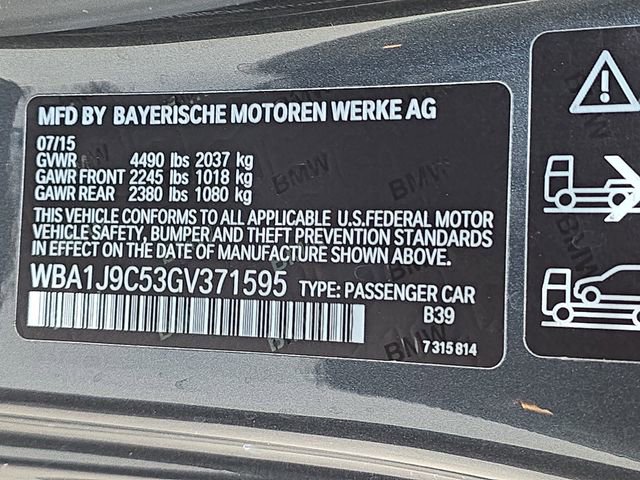 MFD BY BAYERISCHE MOTOREN WERKE AG
07/15
GVWR 4490 lbs 2037 kg
GAWR FRONT 2245 lbs 1018 kg
GAWR REAR 2380 lbs 1080 kg
THIS VEHICLE CONFORMS TO ALL APPLICABLE U.S.FEDERAL MOTOR
VEHICLE SAFETY, BUMPER AND THEFT PREVENTION STANDARDS
IN EFFECT ON THE DATE OF MANUFACTURE SHOWN ABOVE.
WBA1J9C53GV371595 TYPE: PASSENGER CAR
B39
7 315 814
BMW
BMW
BMW